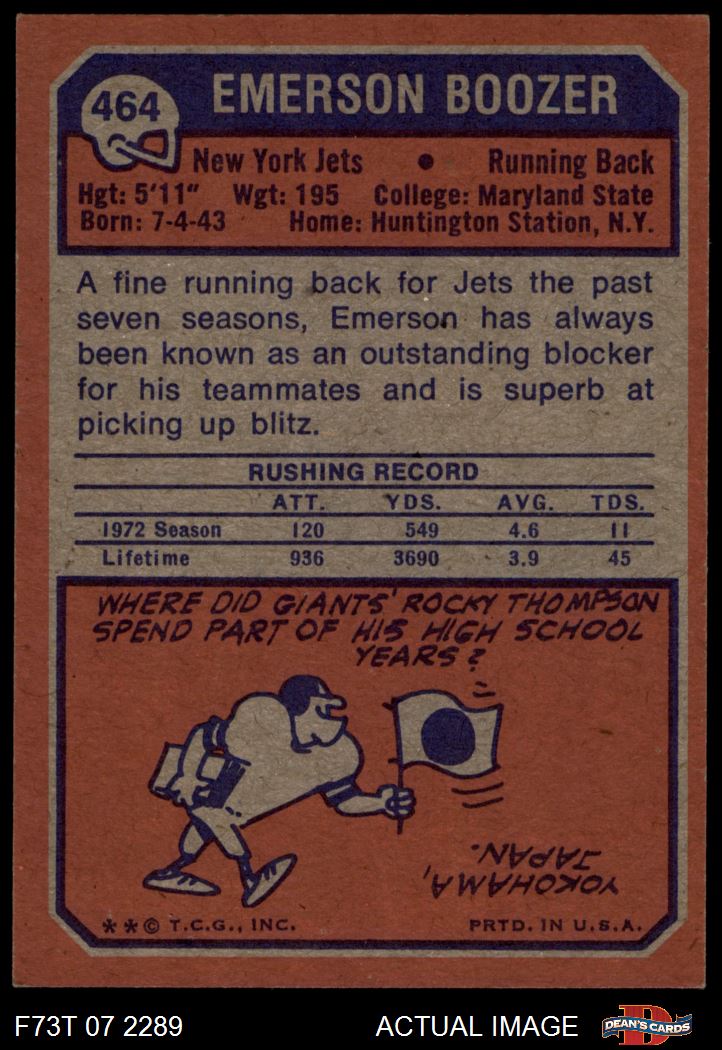 464
EMERSON BOOZER
New York Jets • Running Back
Hgt: 5'11" Wgt: 195 College: Maryland State
Born: 7-4-43 Home: Huntington Station, N.Y.
A fine running back for Jets the past
seven seasons, Emerson has always
been known as an outstanding blocker
for his teammates and is superb at
picking up blitz.
RUSHING RECORD
ATT. YDS. AVG. TDS.
1972 Season 120 549 4.6 11
Lifetime 936 3690 3.9 45
WHERE DID GIANTS' ROCKY THOMPSON
SPEND PART OF HIS HIGH SCHOOL
YEARS?
YOKOHAMA,
JAPAN.
**© T.C.G., INC. PRTD. IN U.S.A.
F73T 07 2289 ACTUAL IMAGE
D
DEAN'S CARDS